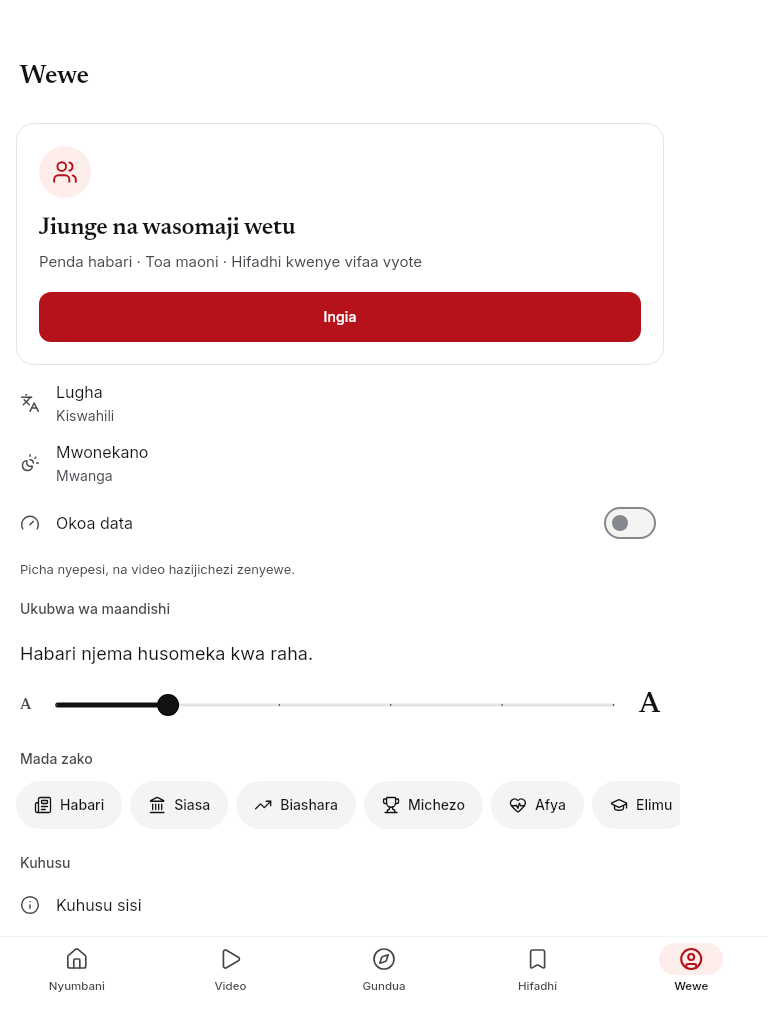 Wewe
Jiunge na wasomaji wetu
Penda habari · Toa maoni · Hifadhi kwenye vifaa vyote
Ingia
Lugha
Kiswahili
Mwonekano
Mwanga
Okoa data
Picha nyepesi, na video hazijichezi zenyewe.
Ukubwa wa maandishi
Habari njema husomeka kwa raha.
A A
Mada zako
Habari Siasa Biashara Michezo Afya Elimu
Kuhusu
Kuhusu sisi
Nyumbani Video Gundua Hifadhi Wewe